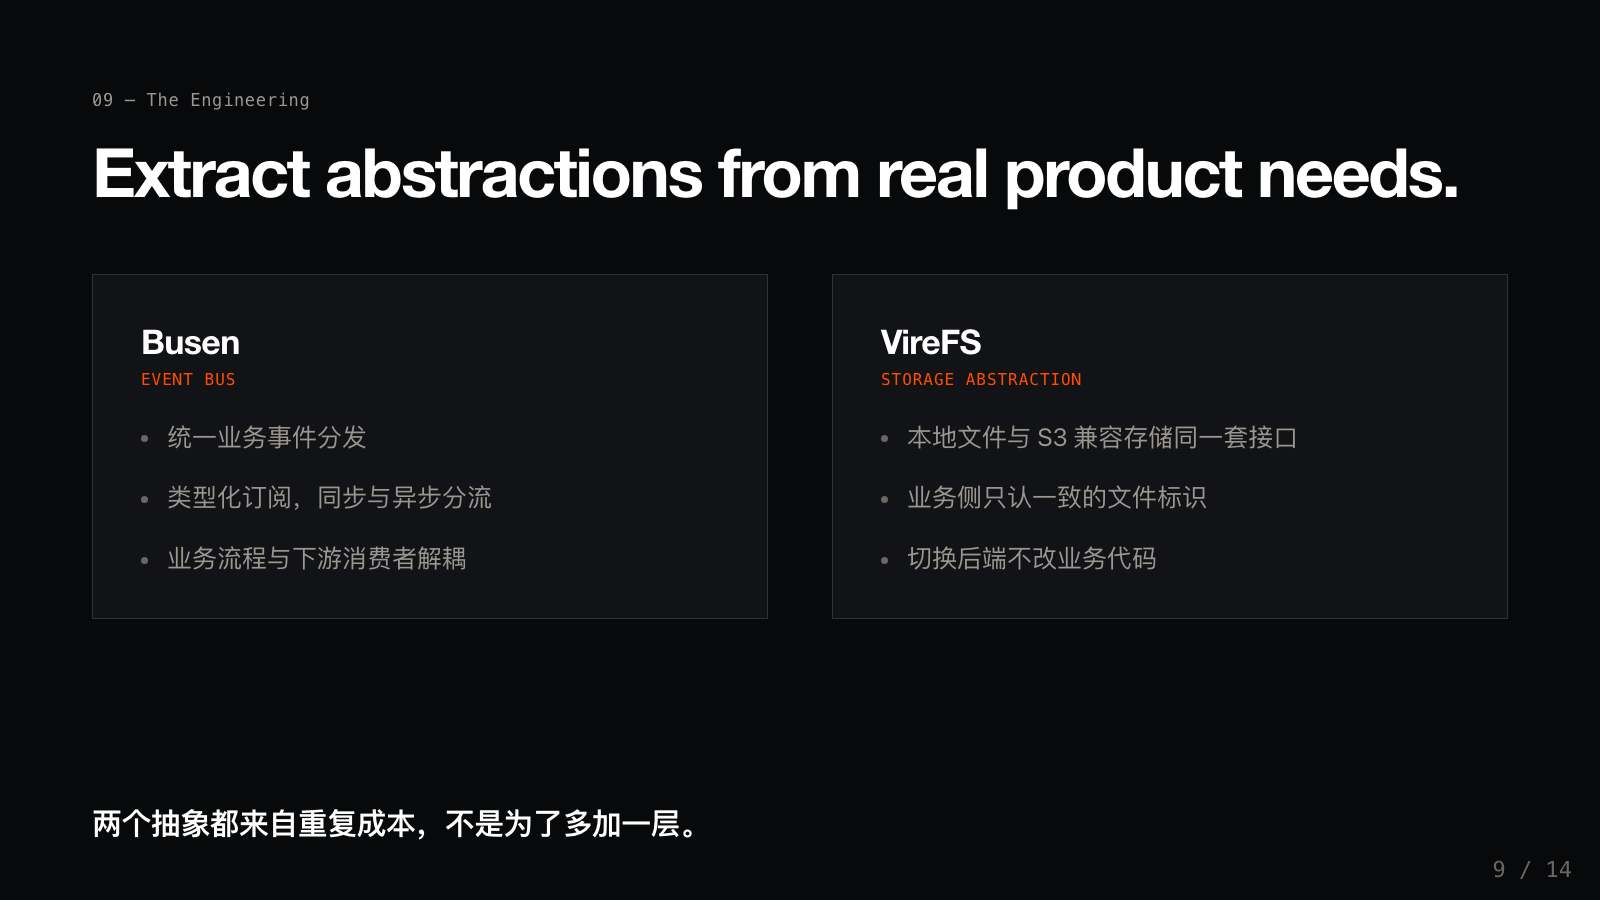 09 — The Engineering
Extract abstractions from real product needs.
Busen
EVENT BUS
• 统一业务事件分发
• 类型化订阅，同步与异步分流
• 业务流程与下游消费者解耦
VireFS
STORAGE ABSTRACTION
• 本地文件与 S3 兼容存储同一套接口
• 业务侧只认一致的文件标识
• 切换后端不改业务代码
两个抽象都来自重复成本，不是为了多加一层。
9 / 14